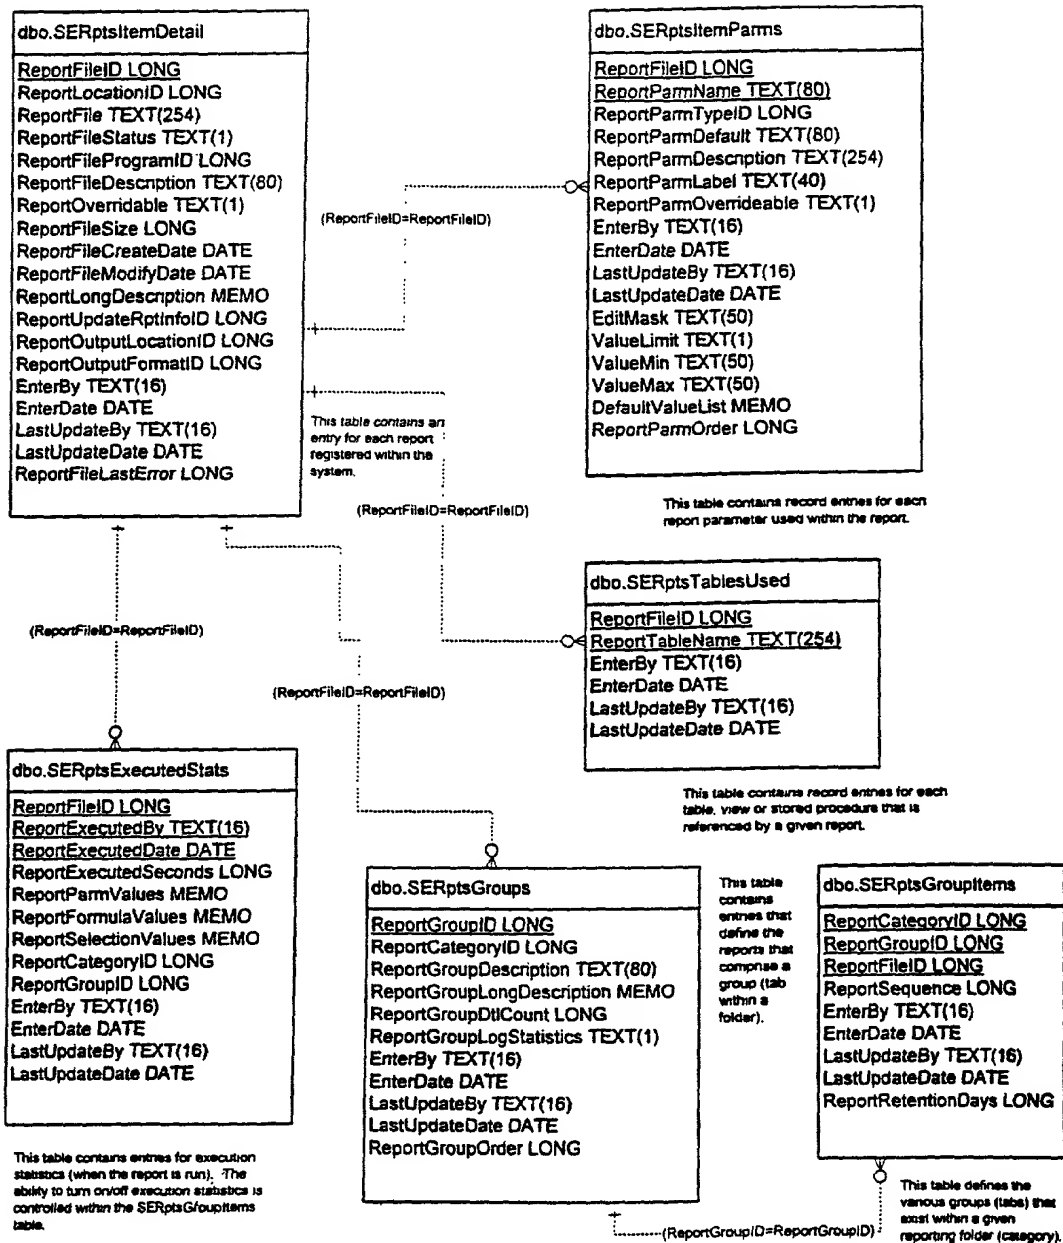 dbo.SERptsItemDetail
ReportFileID LONG
ReportLocationID LONG
ReportFile TEXT(254)
ReportFileStatus TEXT(1)
ReportFileProgramID LONG
ReportFileDescription TEXT(80)
ReportOverridable TEXT(1)
ReportFileSize LONG
ReportFileCreateDate DATE
ReportFileModifyDate DATE
ReportLongDescription MEMO
ReportUpdateRptInfoID LONG
ReportOutputLocationID LONG
ReportOutputFormatID LONG
EnterBy TEXT(16)
EnterDate DATE
LastUpdateBy TEXT(16)
LastUpdateDate DATE
ReportFileLastError LONG
(ReportFileID=ReportFileID)
dbo.SERptsItemParms
ReportFileID LONG
ReportParmName TEXT(80)
ReportParmTypeID LONG
ReportParmDefault TEXT(80)
ReportParmDescription TEXT(254)
ReportParmLabel TEXT(40)
ReportParmOverrideable TEXT(1)
EnterBy TEXT(16)
EnterDate DATE
LastUpdateBy TEXT(16)
LastUpdateDate DATE
EditMask TEXT(50)
ValueLimit TEXT(1)
ValueMin TEXT(50)
ValueMax TEXT(50)
DefaultValueList MEMO
ReportParmOrder LONG
This table contains an
entry for each report
registered within the
system.
This table contains record entries for each
report parameter used within the report.
(ReportFileID=ReportFileID)
dbo.SERptsTablesUsed
ReportFileID LONG
ReportTableName TEXT(254)
EnterBy TEXT(16)
EnterDate DATE
LastUpdateBy TEXT(16)
LastUpdateDate DATE
This table contains record entries for each
table, view or stored procedure that is
referenced by a given report.
(ReportFileID=ReportFileID)
(ReportFileID=ReportFileID)
dbo.SERptsExecutedStats
ReportFileID LONG
ReportExecutedBy TEXT(16)
ReportExecutedDate DATE
ReportExecutedSeconds LONG
ReportParmValues MEMO
ReportFormulaValues MEMO
ReportSelectionValues MEMO
ReportCategoryID LONG
ReportGroupID LONG
EnterBy TEXT(16)
EnterDate DATE
LastUpdateBy TEXT(16)
LastUpdateDate DATE
This table contains entries for execution
statistics (when the report is run). The
ability to turn on/off execution statistics is
controlled within the SERptsGroupItems
table.
dbo.SERptsGroups
ReportGroupID LONG
ReportCategoryID LONG
ReportGroupDescription TEXT(80)
ReportGroupLongDescription MEMO
ReportGroupDtlCount LONG
ReportGroupLogStatistics TEXT(1)
EnterBy TEXT(16)
EnterDate DATE
LastUpdateBy TEXT(16)
LastUpdateDate DATE
ReportGroupOrder LONG
This table
contains
entries that
define the
reports that
comprise a
group (tab
within a
folder).
dbo.SERptsGroupItems
ReportCategoryID LONG
ReportGroupID LONG
ReportFileID LONG
ReportSequence LONG
EnterBy TEXT(16)
EnterDate DATE
LastUpdateBy TEXT(16)
LastUpdateDate DATE
ReportRetentionDays LONG
(ReportGroupID=ReportGroupID)
This table defines the
various groups (tabs) that
exist within a given
reporting folder (category).